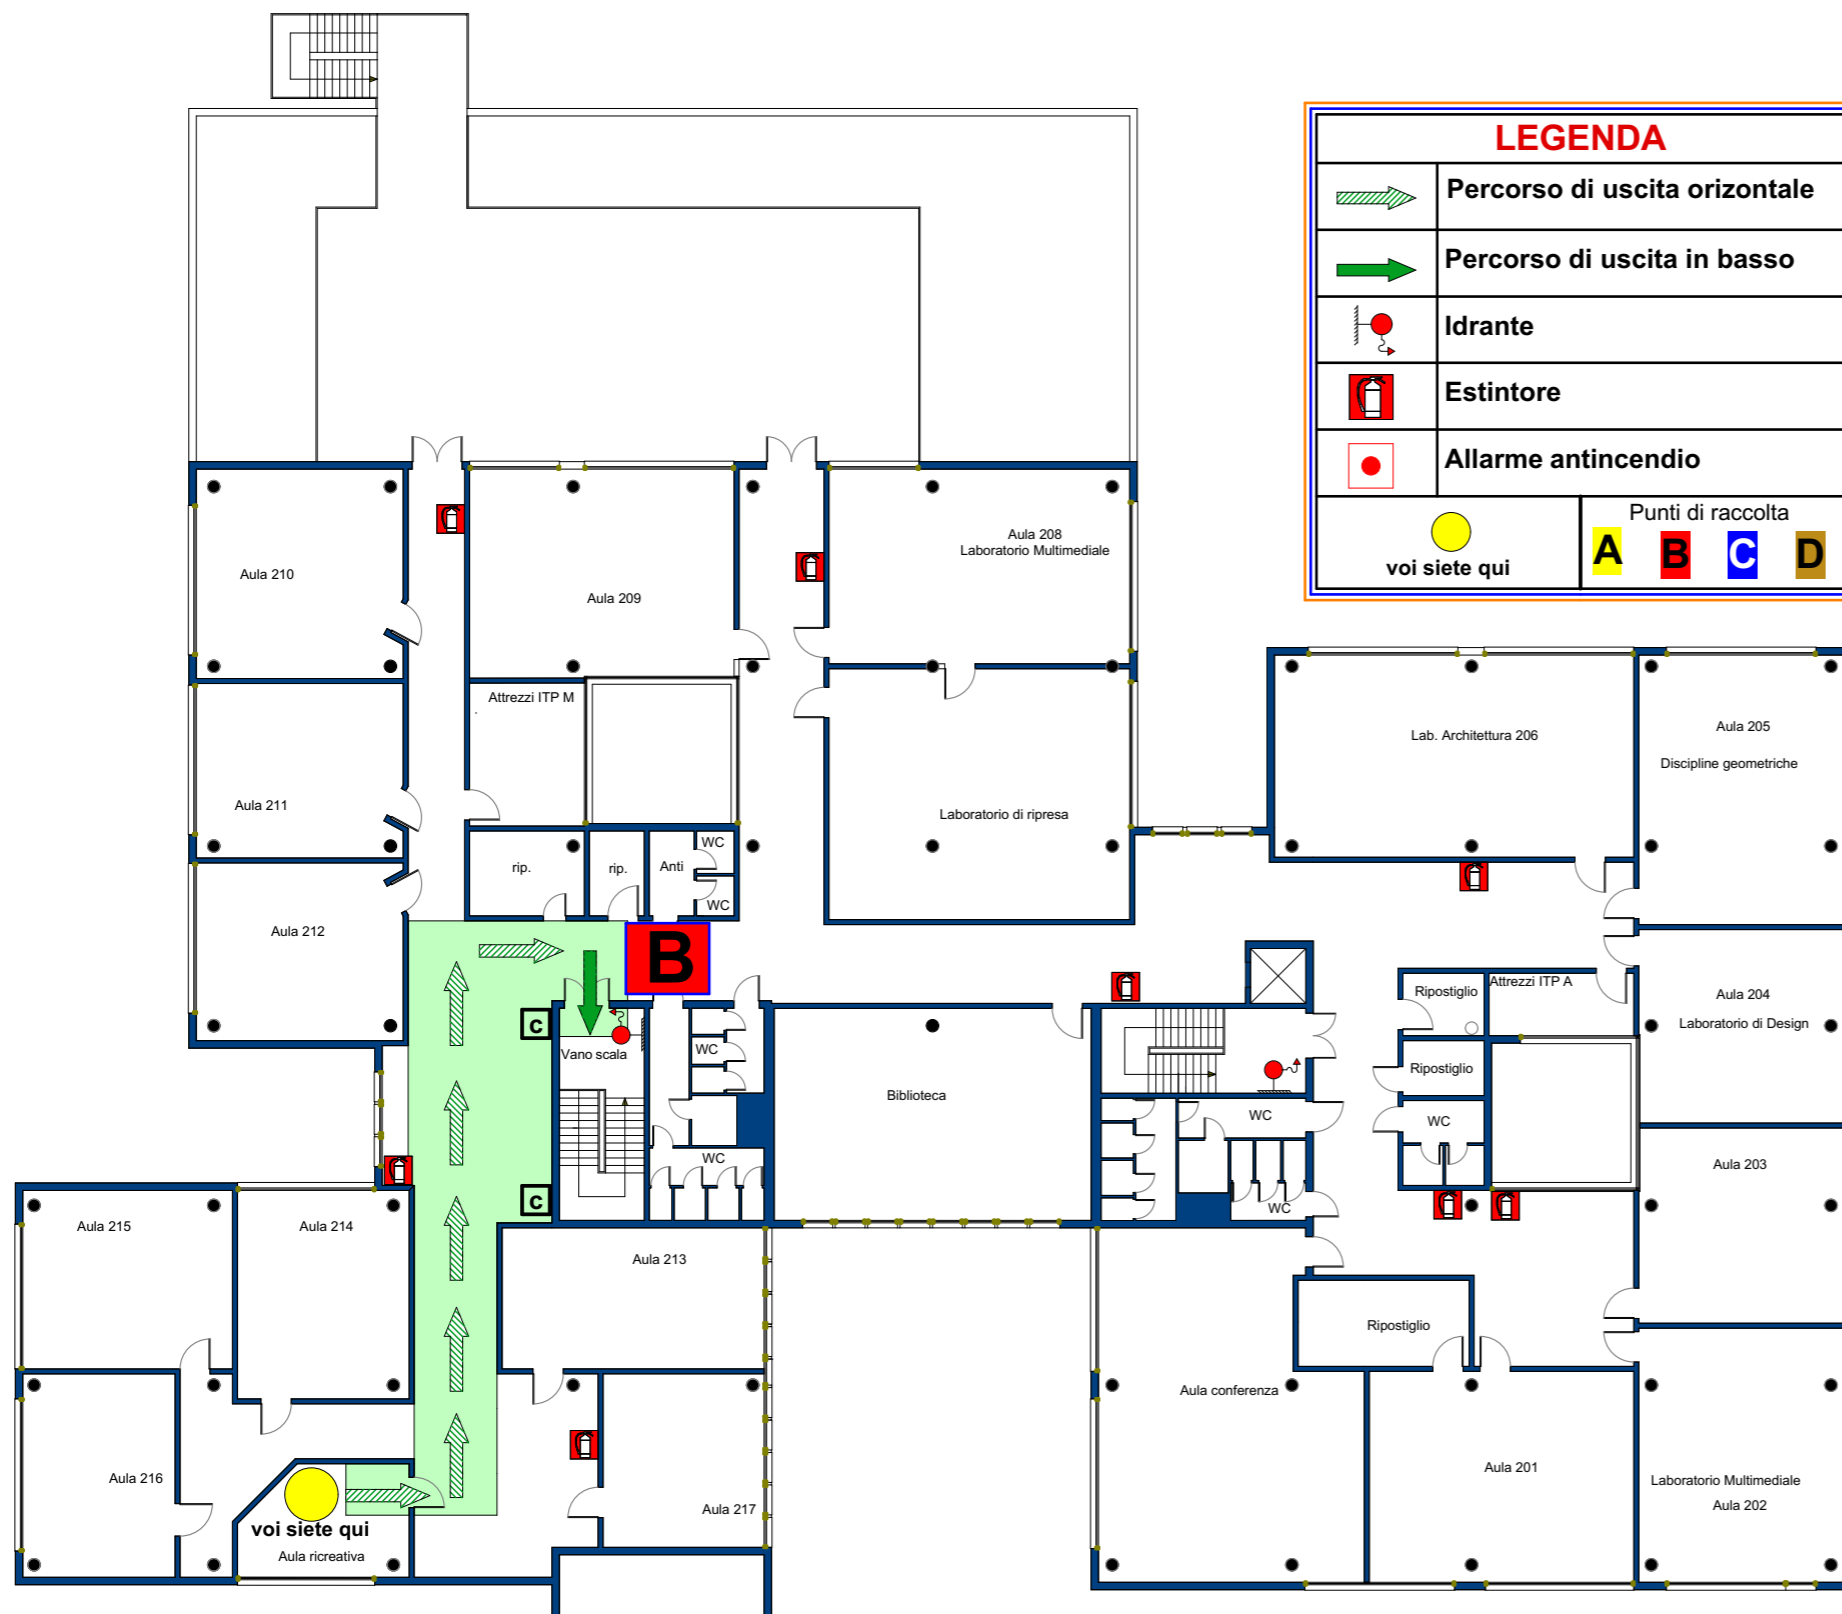 LEGENDA
Percorso di uscita orizontale
Percorso di uscita in basso
Idrante
Estintore
Allarme antincendio
voi siete qui
Punti di raccolta
A B C D
Aula 210
Aula 209
Aula 208
Laboratorio Multimediale
Attrezzi ITP M
Aula 211
Laboratorio di ripresa
Lab. Architettura 206
Aula 205
Discipline geometriche
rip.
rip.
Anti
WC
WC
Aula 212
B
c
Vano scala
WC
Biblioteca
WC
c
WC
Ripostiglio
Attrezzi ITP A
Aula 204
Laboratorio di Design
Ripostiglio
WC
WC
Aula 203
Aula 215
Aula 214
Aula 213
Ripostiglio
Aula conferenza
Aula 216
Aula 217
Aula 201
Laboratorio Multimediale
Aula 202
voi siete qui
Aula ricreativa